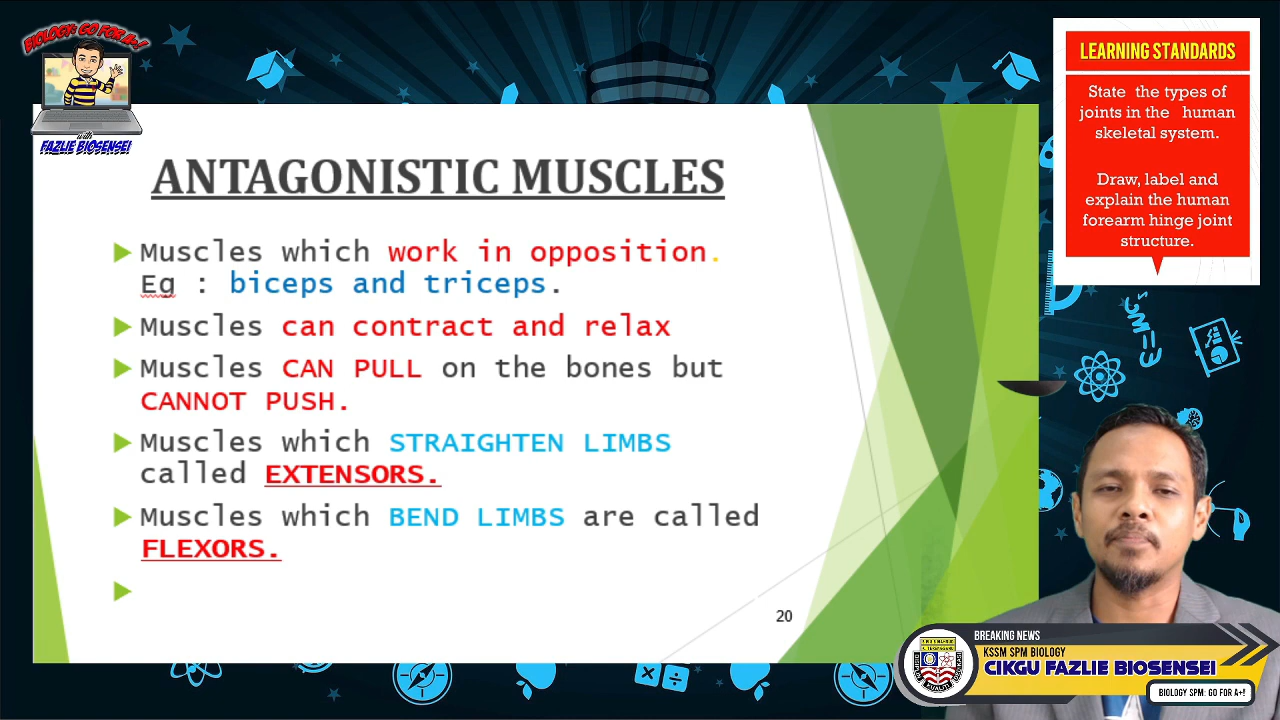 BIOLOGY: GO FOR A+!
with
FAZLIE BIOSENSEI
ANTAGONISTIC MUSCLES
Muscles which work in opposition.
Eg : biceps and triceps.
Muscles can contract and relax
Muscles CAN PULL on the bones but
CANNOT PUSH.
Muscles which STRAIGHTEN LIMBS
called EXTENSORS.
Muscles which BEND LIMBS are called
FLEXORS.
20
LEARNING STANDARDS
State the types of
joints in the human
skeletal system.
Draw, label and
explain the human
forearm hinge joint
structure.
BREAKING NEWS
KSSM SPM BIOLOGY
CIKGU FAZLIE BIOSENSEI
BIOLOGY SPM: GO FOR A+!